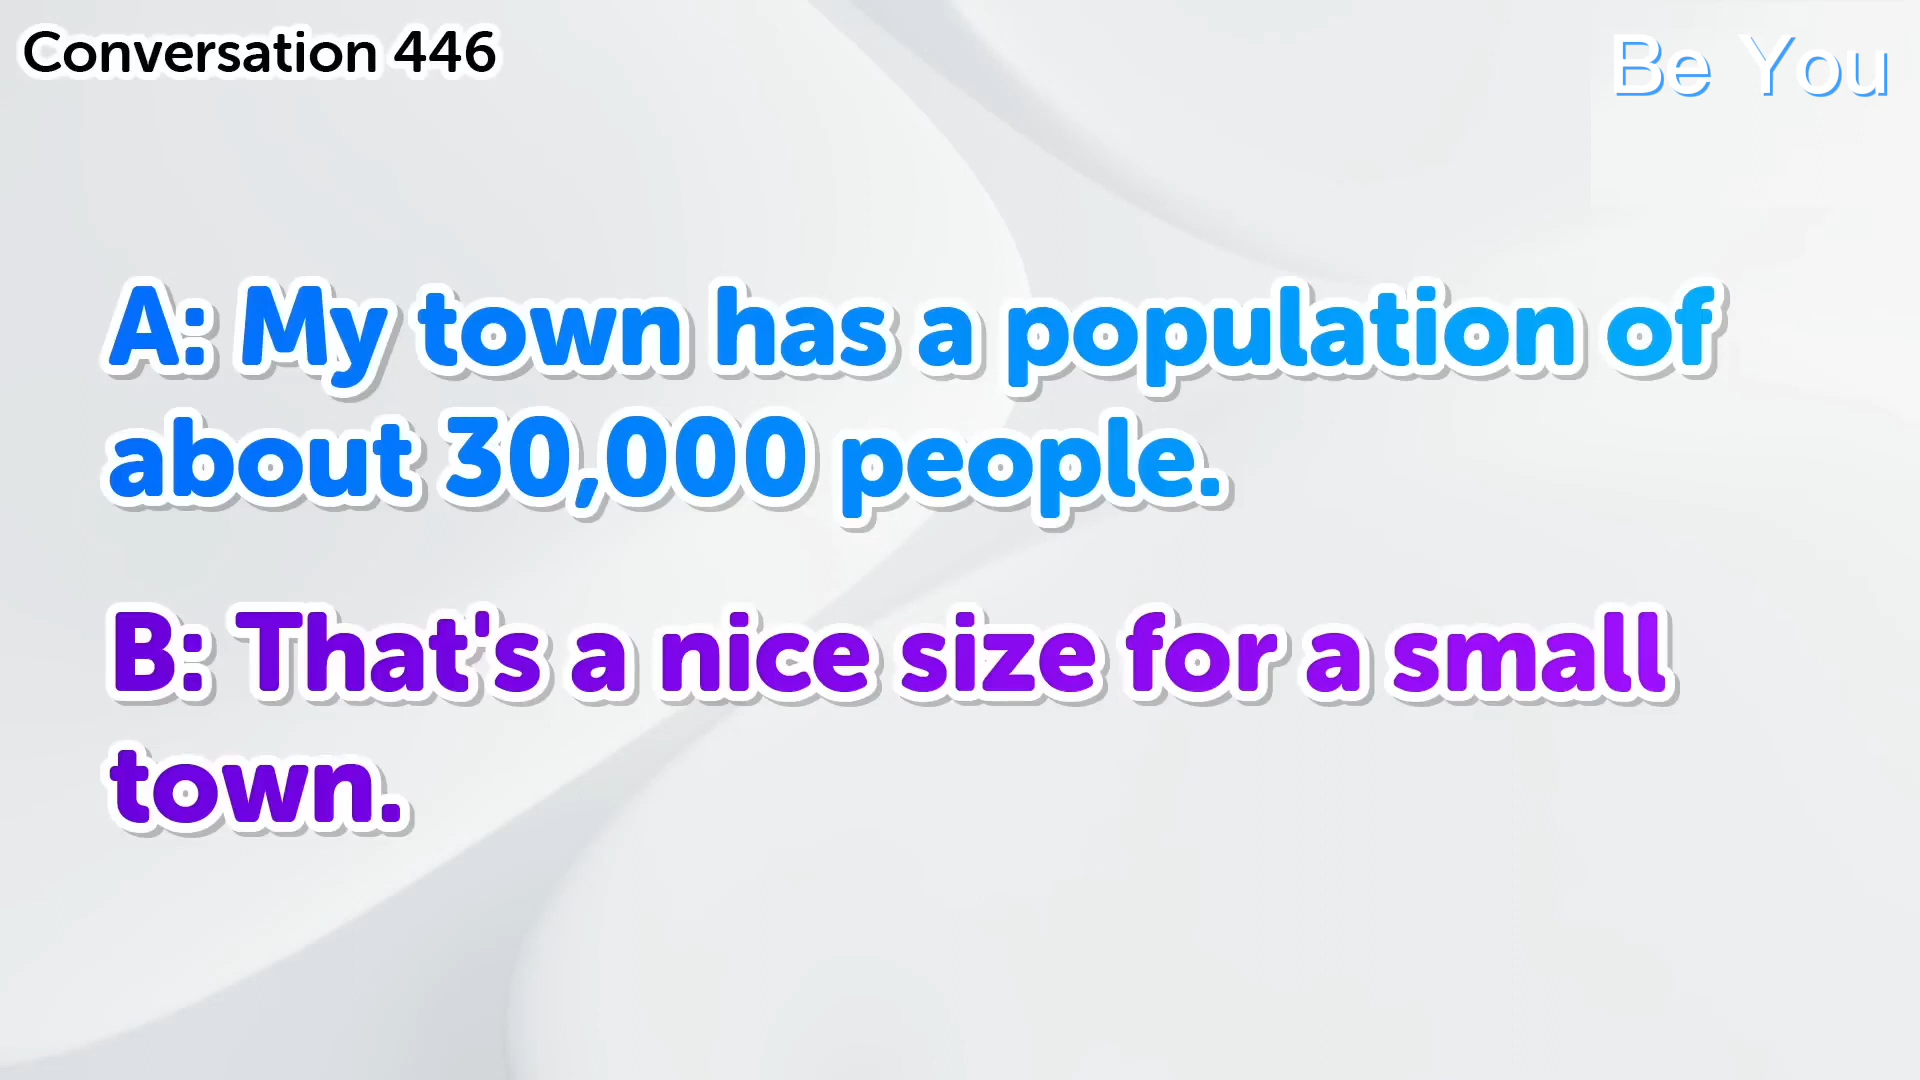 Conversation 446
Be You
A: My town has a population of
about 30,000 people.
B: That's a nice size for a small
town.